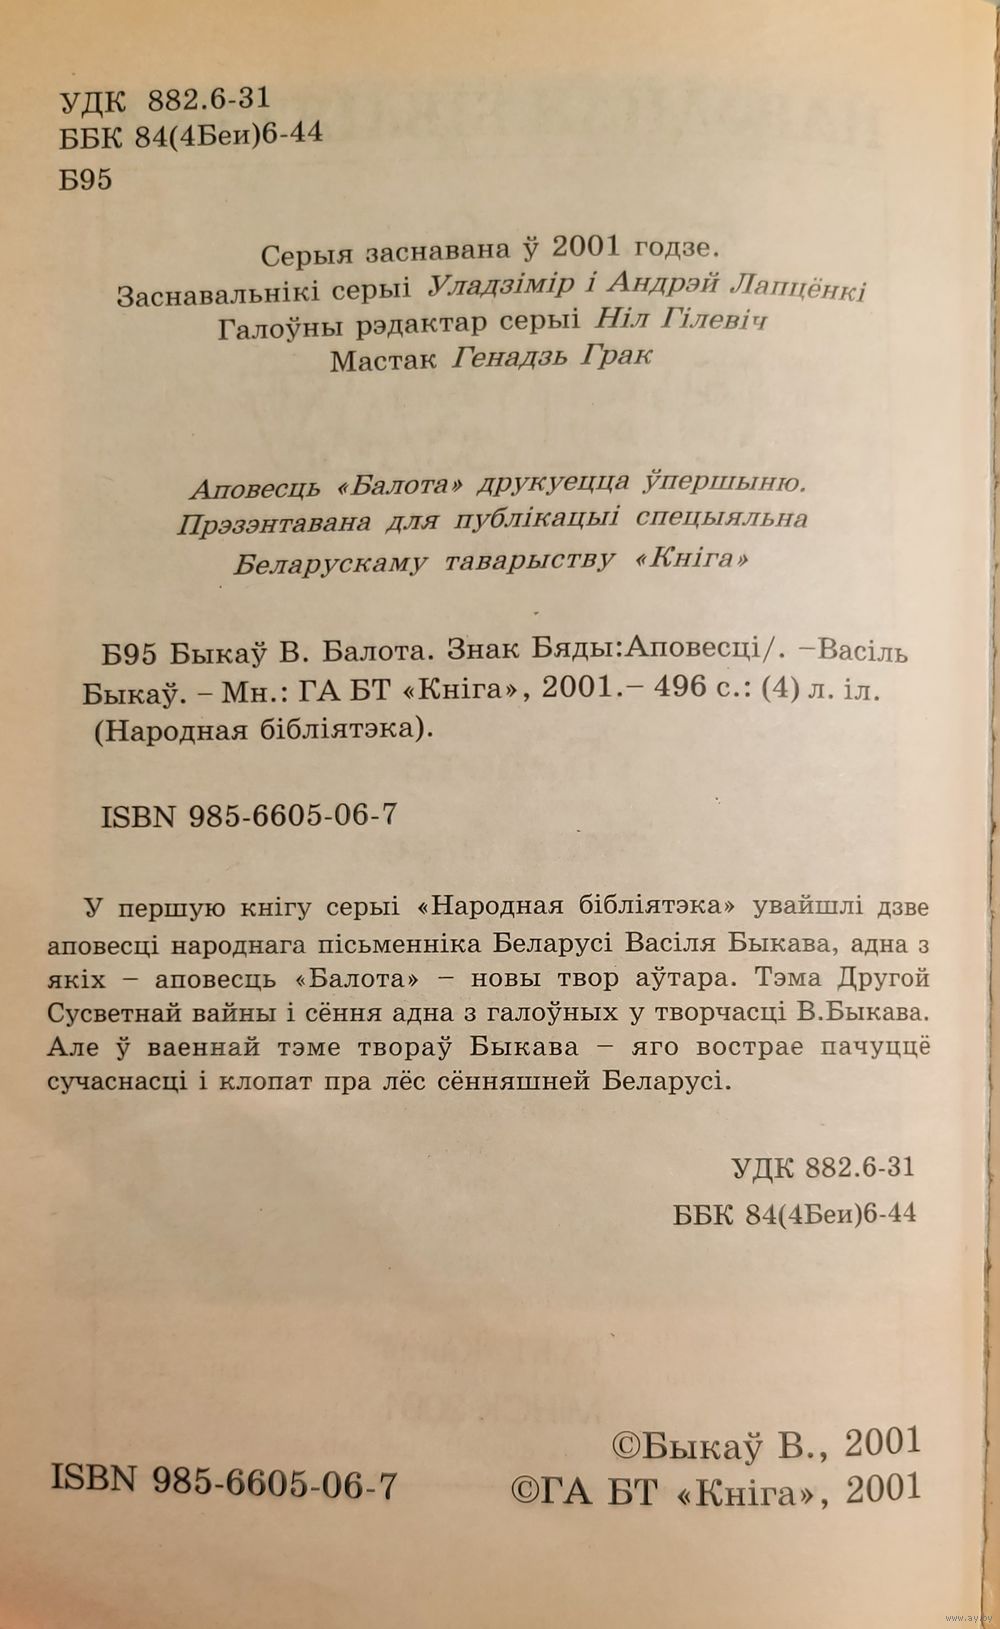 УДК 882.6-31
ББК 84(4Беи)6-44
Б95
Серыя заснавана ў 2001 годзе.
Заснавальнікі серыі Уладзімір і Андрэй Лапцёнкі
Галоўны рэдактар серыі Ніл Гілевіч
Мастак Генадзь Грак
Аповесць «Балота» друкуецца ўпершыню.
Прэзэнтавана для публікацыі спецыяльна
Беларускаму таварыству «Кніга»
Б95 Быкаў В. Балота. Знак Бяды:Аповесці/. –Васіль
Быкаў. – Мн.: ГА БТ «Кніга», 2001.– 496 с.: (4) л. іл.
(Народная бібліятэка).
ISBN 985-6605-06-7
У першую кнігу серыі «Народная бібліятэка» увайшлі дзве
аповесці народнага пісьменніка Беларусі Васіля Быкава, адна з
якіх – аповесць «Балота» – новы твор аўтара. Тэма Другой
Сусветнай вайны і сёння адна з галоўных у творчасці В.Быкава.
Але ў ваеннай тэме твораў Быкава – яго вострае пачуццё
сучаснасці і клопат пра лёс сённяшней Беларусі.
УДК 882.6-31
ББК 84(4Беи)6-44
©Быкаў В., 2001
ISBN 985-6605-06-7 ©ГА БТ «Кніга», 2001
www.ay.by